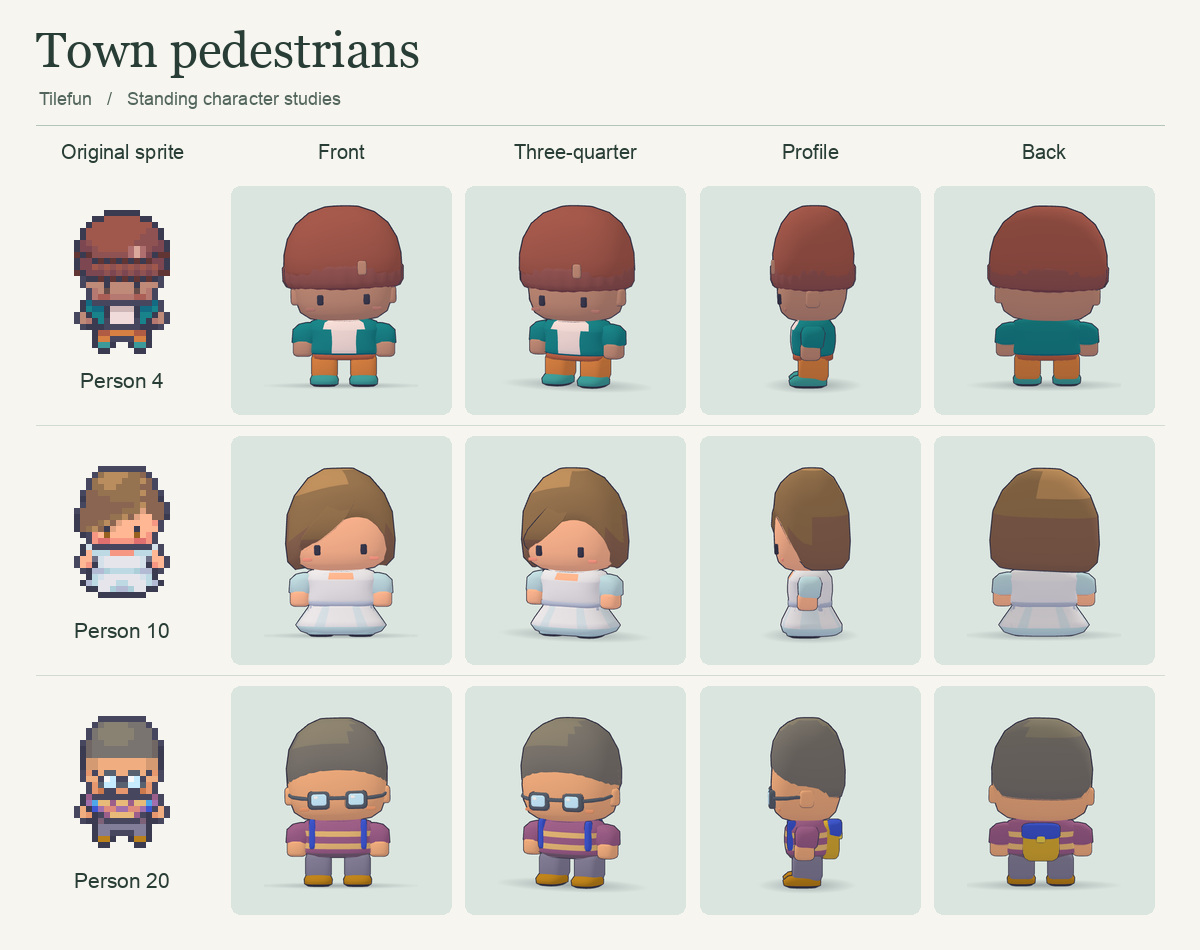 Town pedestrians
Tilefun / Standing character studies
Original sprite Front Three-quarter Profile Back
Person 4
Person 10
Person 20